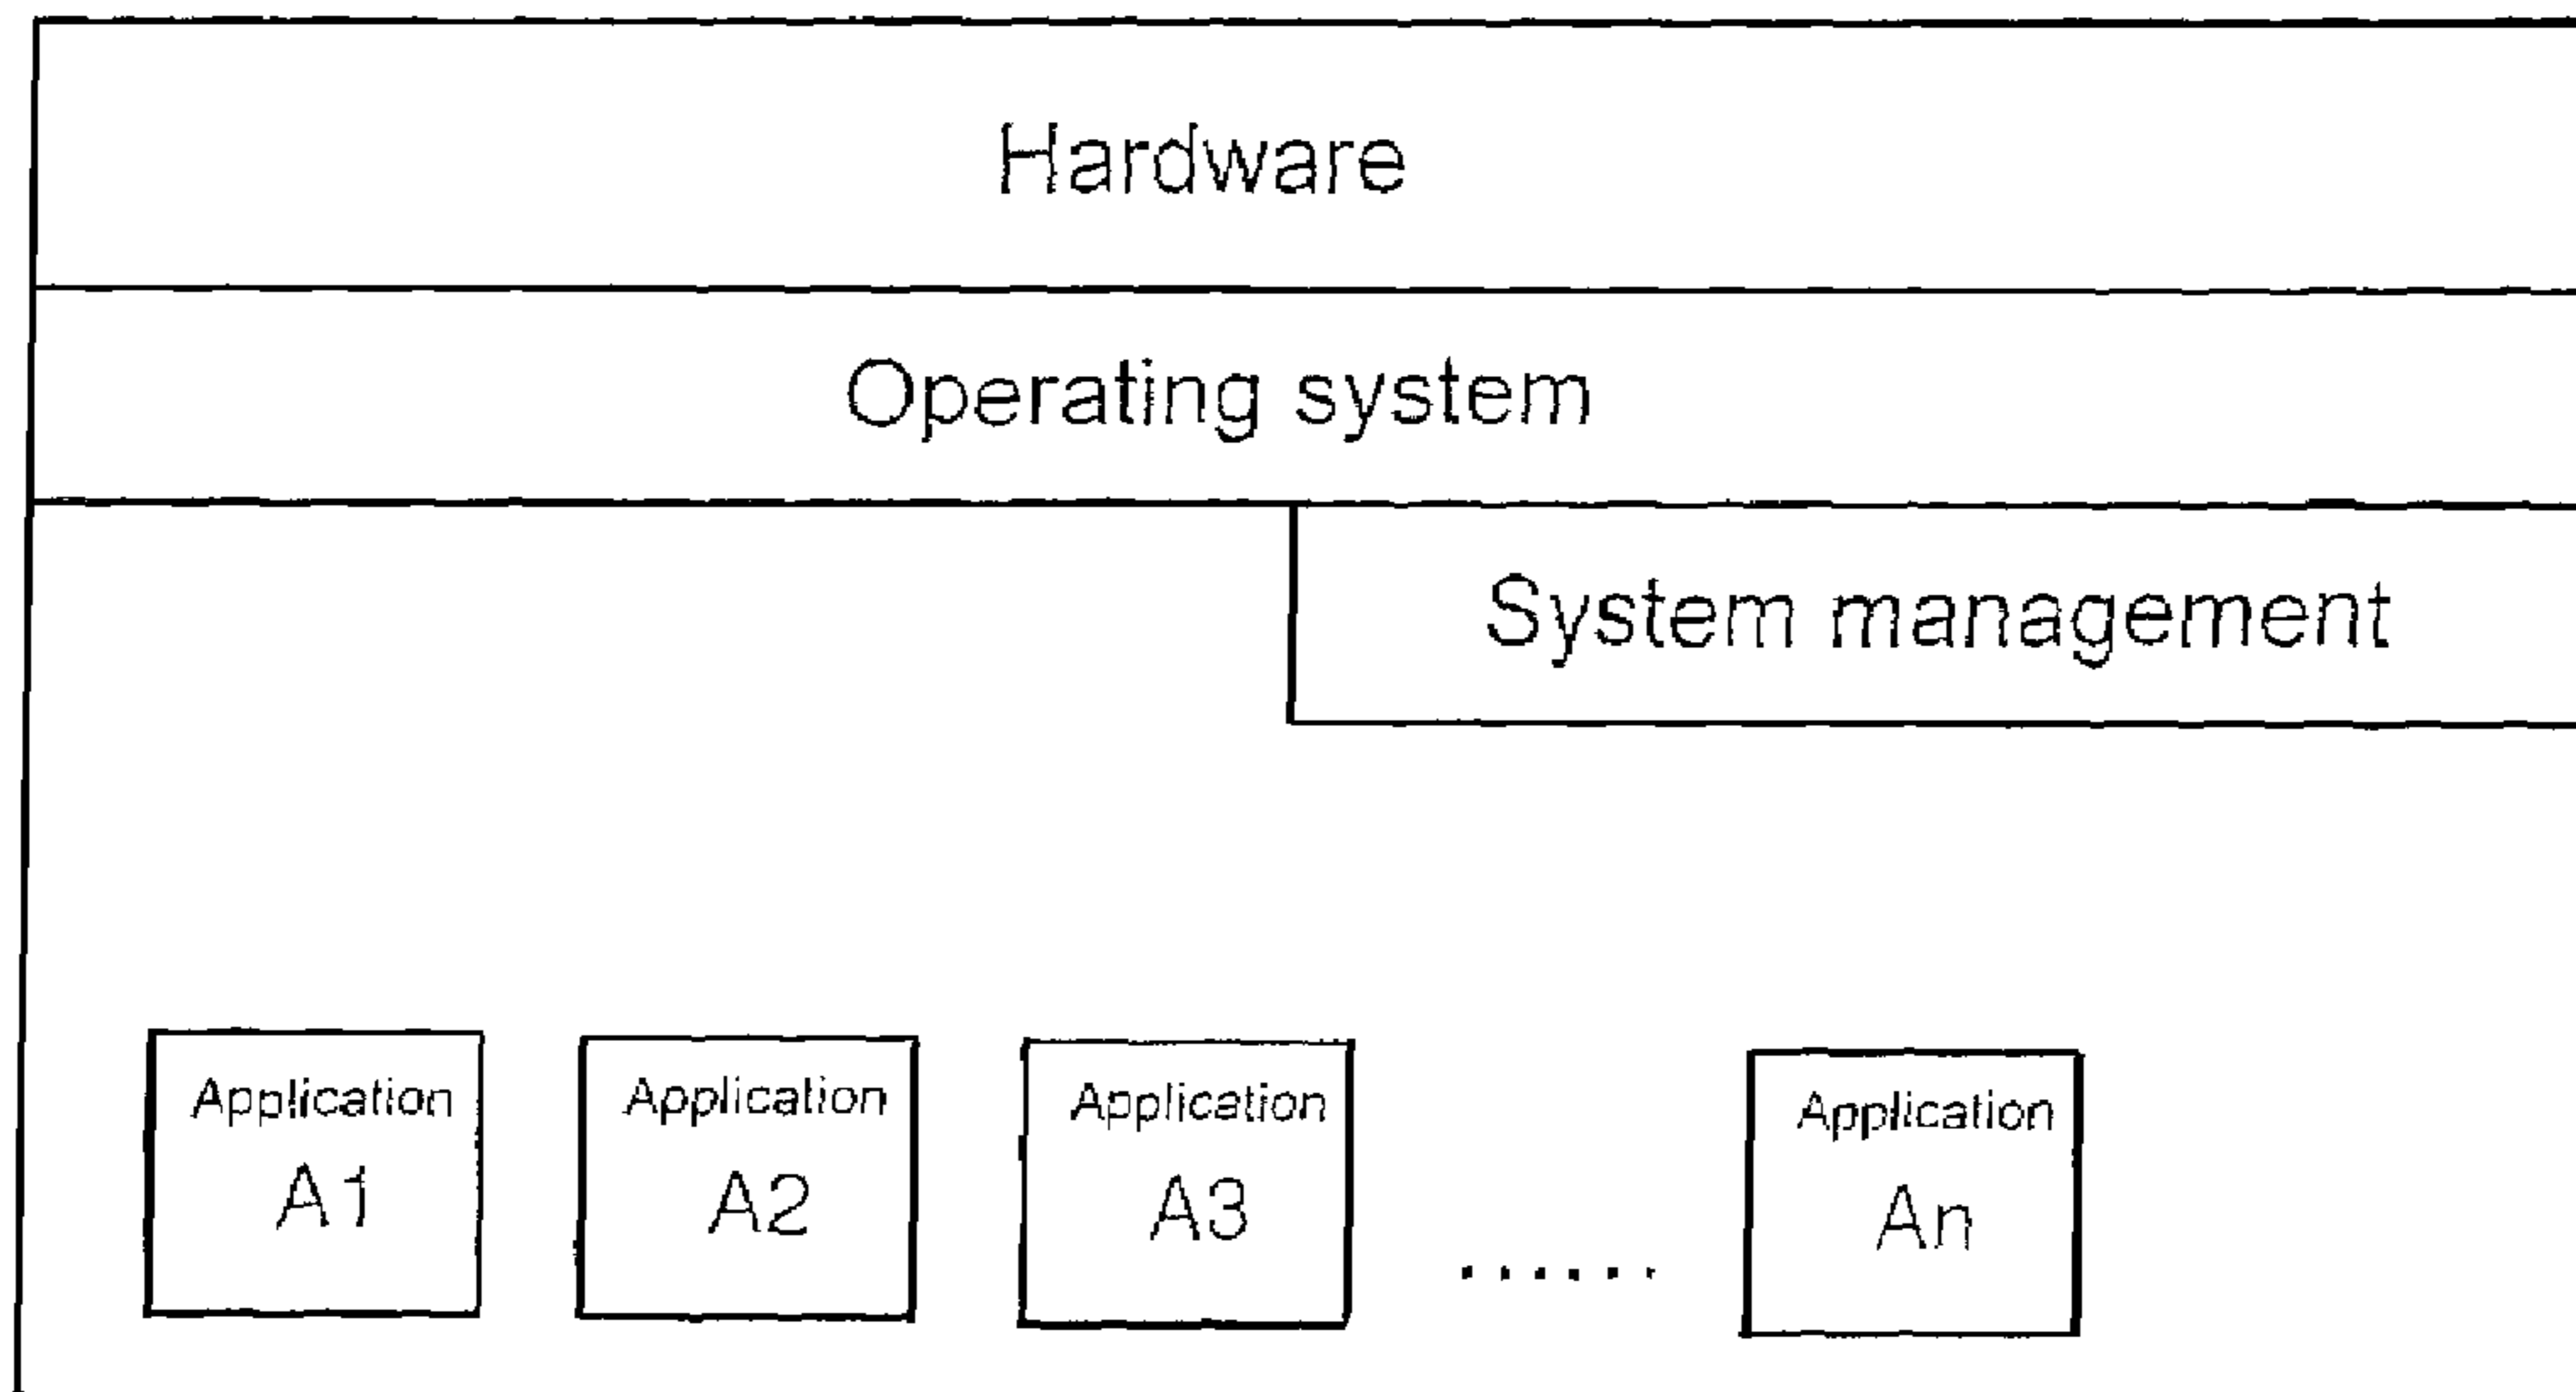 Hardware
Operating system
System management
Application
A1
Application
A2
Application
A3
......
Application
An